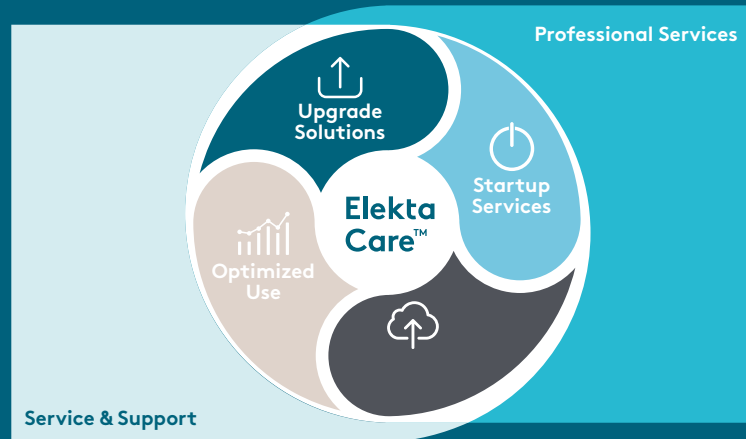 Professional Services
Upgrade
Solutions
Startup
Services
Elekta
Care™
Optimized
Use
Service & Support